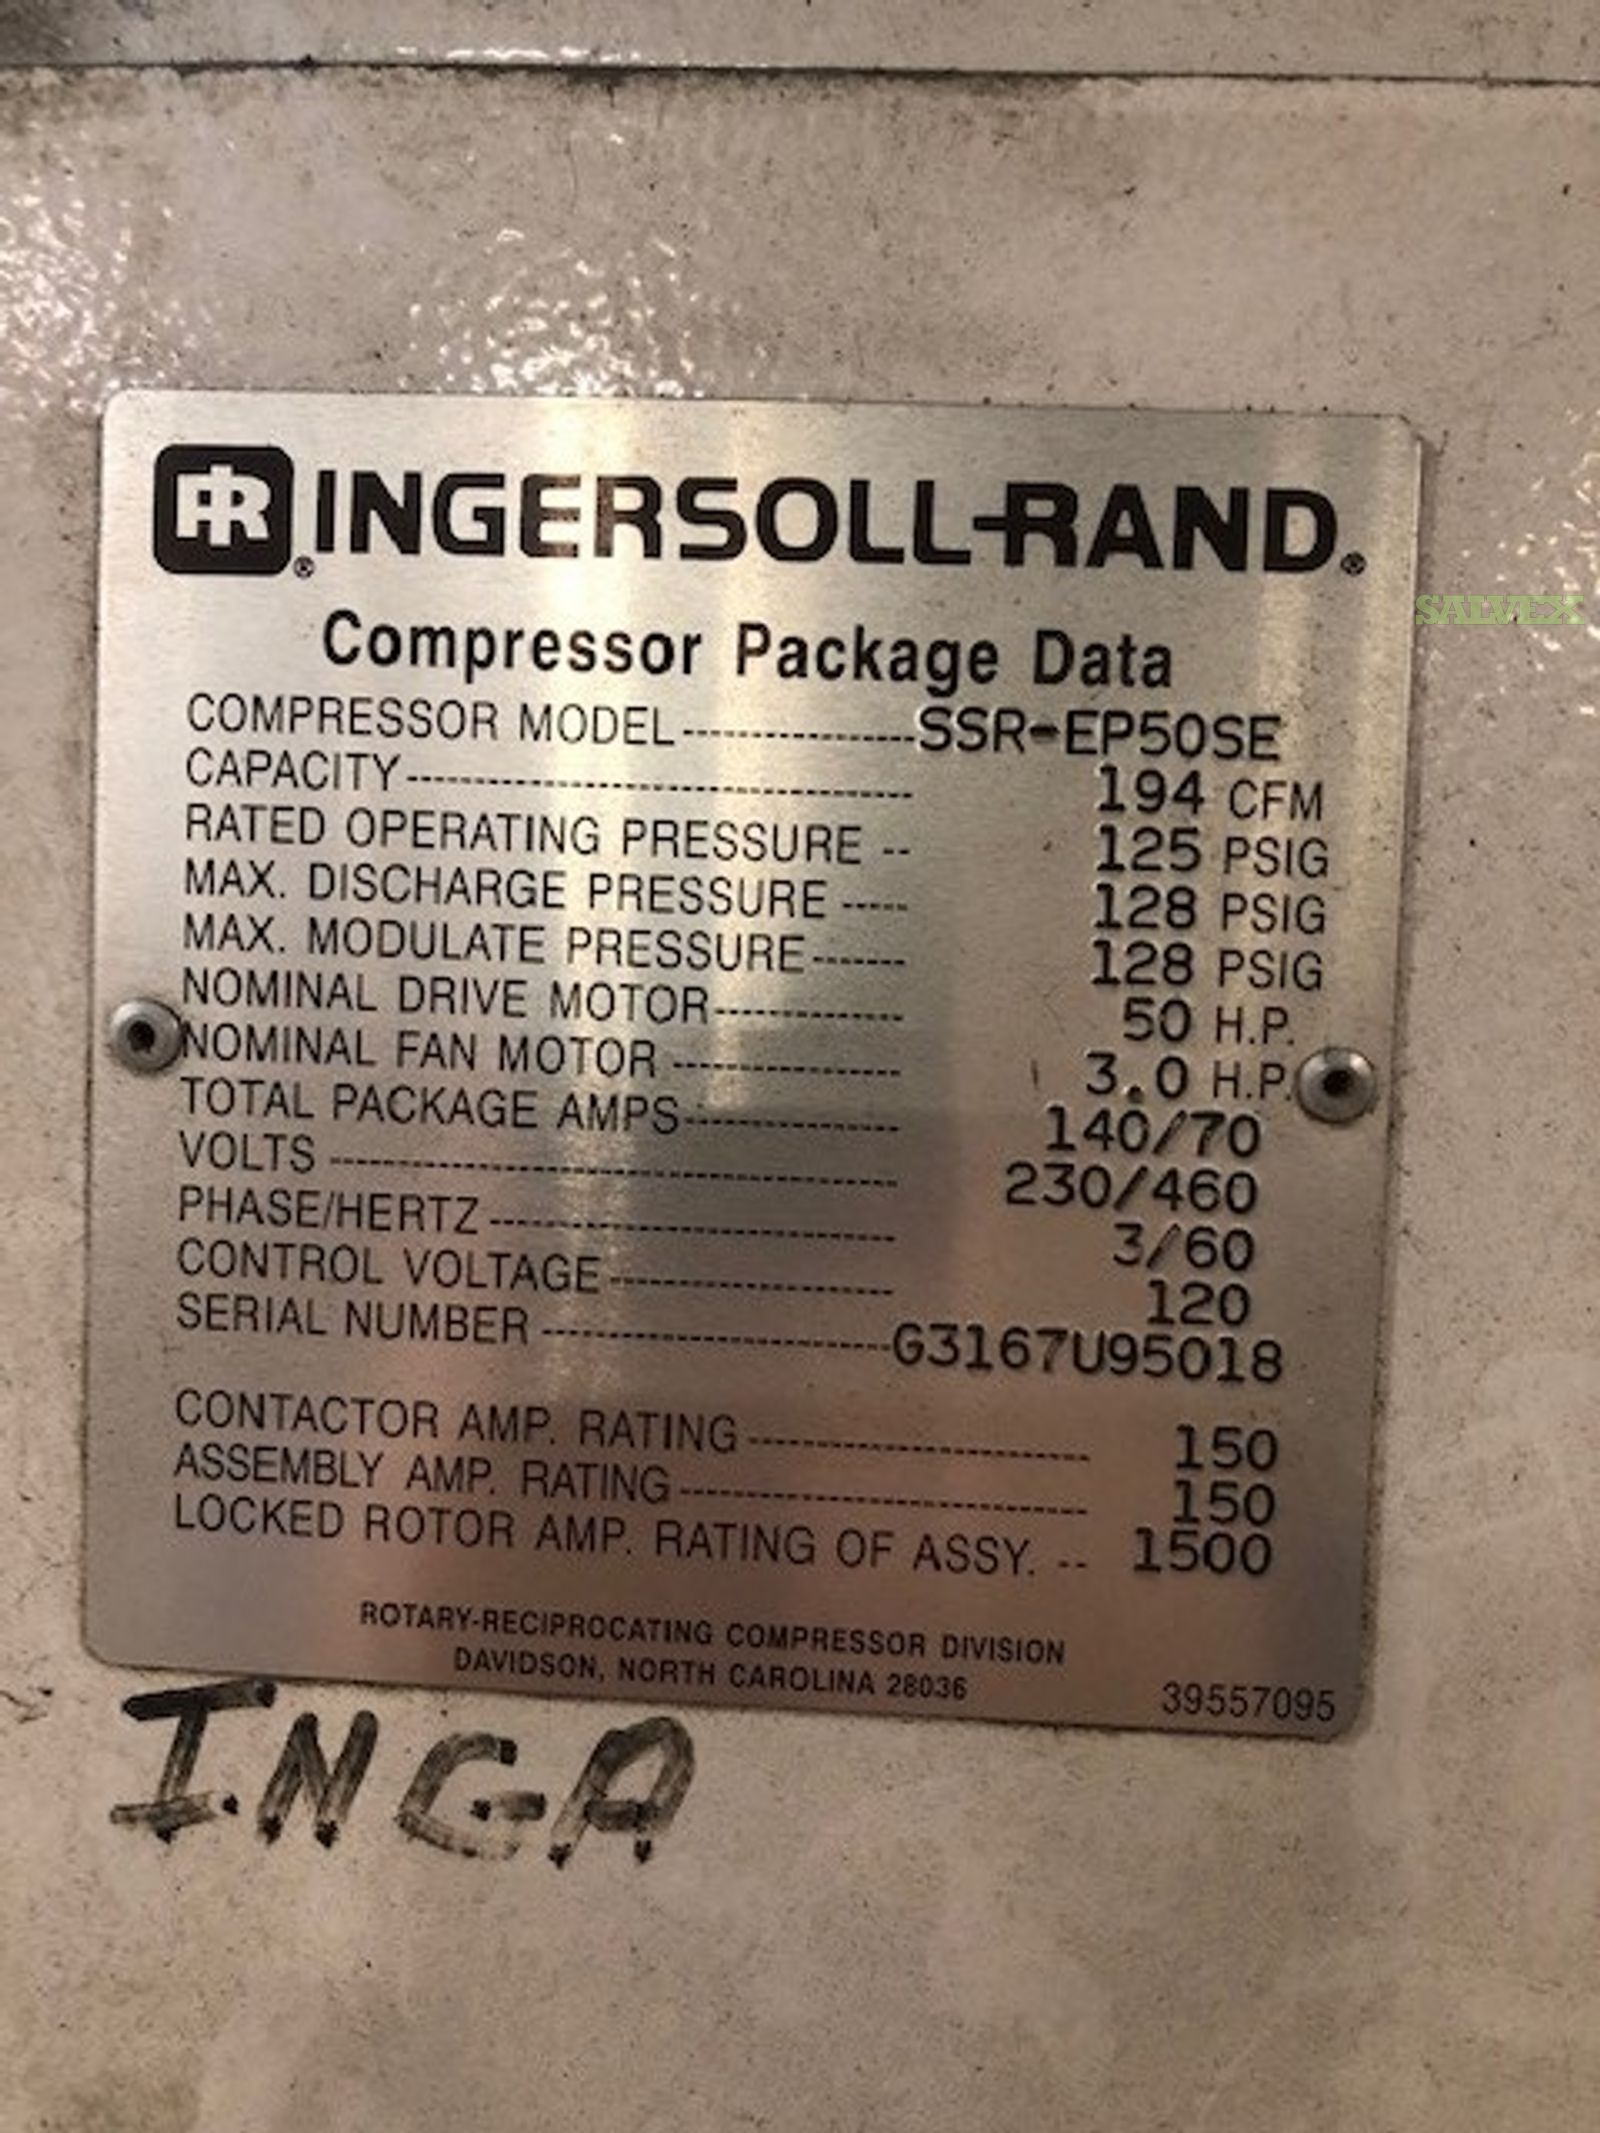 IR® INGERSOLL-RAND®
SALVEX
Compressor Package Data
COMPRESSOR MODEL--------------SSR-EP50SE
CAPACITY-------------------------------- 194 CFM
RATED OPERATING PRESSURE -- 125 PSIG
MAX. DISCHARGE PRESSURE ----- 128 PSIG
MAX. MODULATE PRESSURE------- 128 PSIG
NOMINAL DRIVE MOTOR------------- 50 H.P.
NOMINAL FAN MOTOR --------------- 3.0 H.P.
TOTAL PACKAGE AMPS-------------- 140/70
VOLTS ------------------------------------ 230/460
PHASE/HERTZ -------------------------- 3/60
CONTROL VOLTAGE------------------ 120
SERIAL NUMBER ----------------------G3167U95018
CONTACTOR AMP. RATING---------------------- 150
ASSEMBLY AMP. RATING-------------------------- 150
LOCKED ROTOR AMP. RATING OF ASSY. -- 1500
ROTARY-RECIPROCATING COMPRESSOR DIVISION
DAVIDSON, NORTH CAROLINA 28036
39557095
INGA